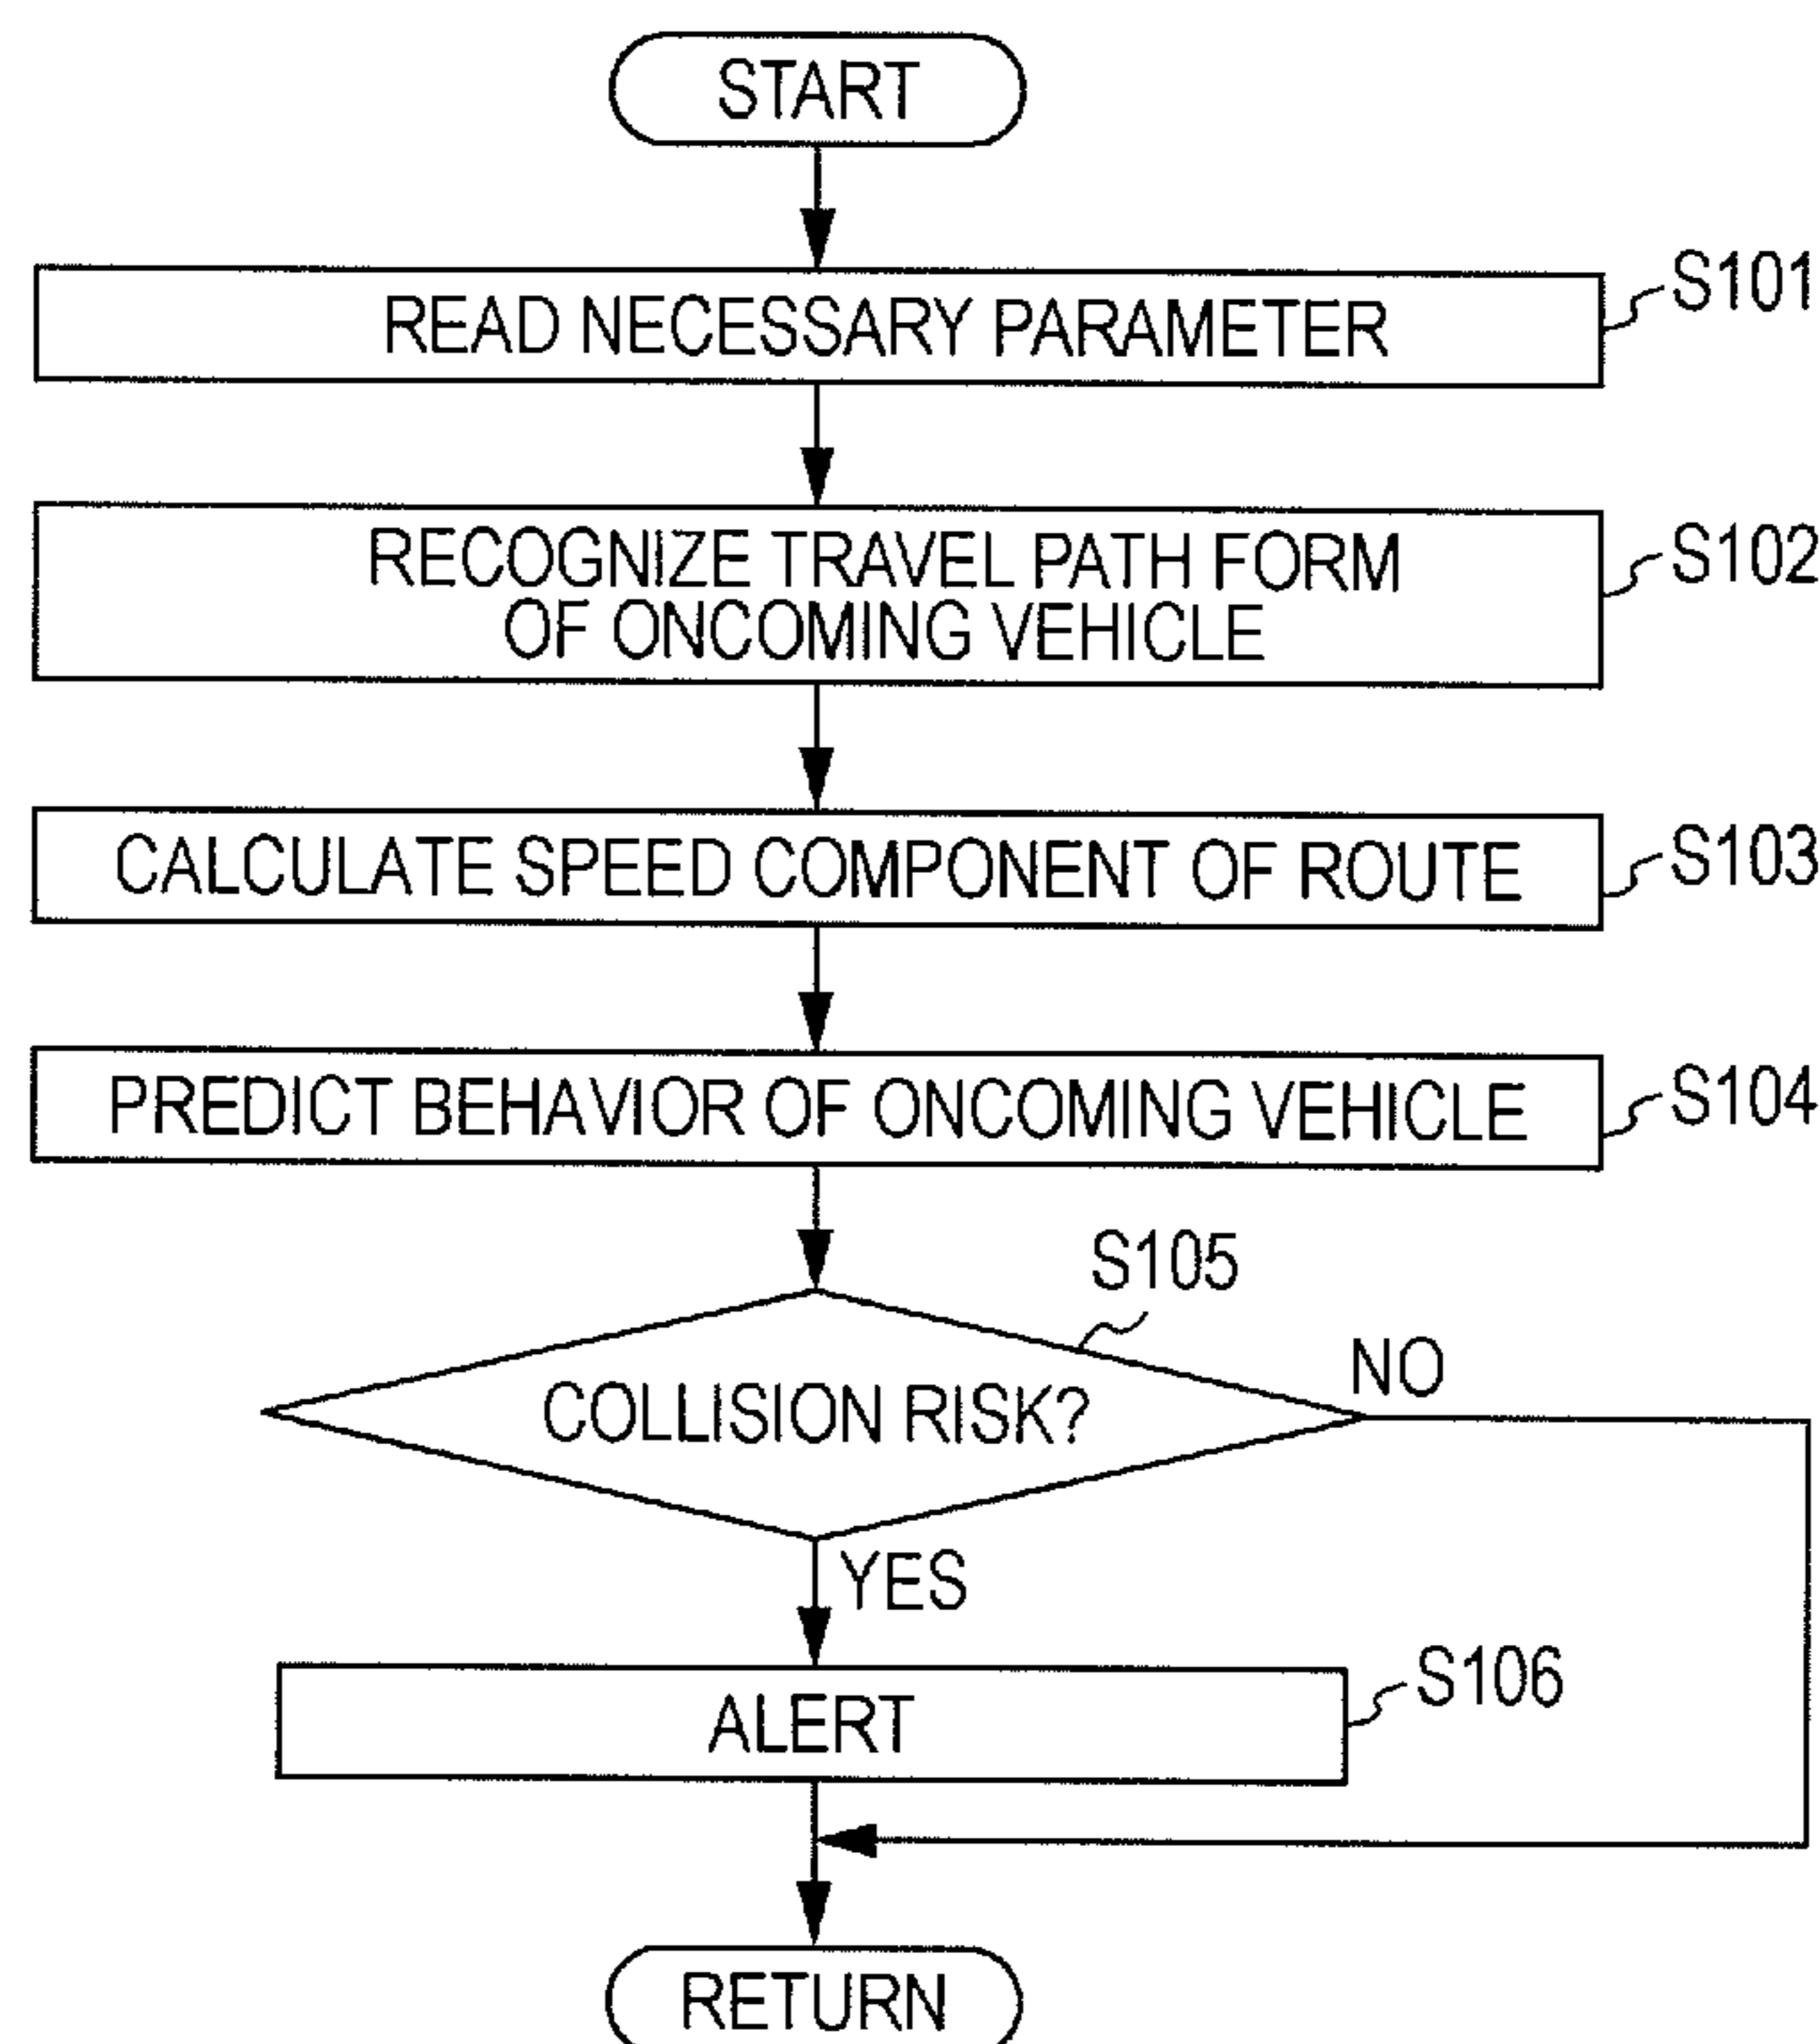 START
READ NECESSARY PARAMETER
S101
RECOGNIZE TRAVEL PATH FORM
OF ONCOMING VEHICLE
S102
CALCULATE SPEED COMPONENT OF ROUTE
S103
PREDICT BEHAVIOR OF ONCOMING VEHICLE
S104
S105
COLLISION RISK?
NO
YES
ALERT
S106
RETURN